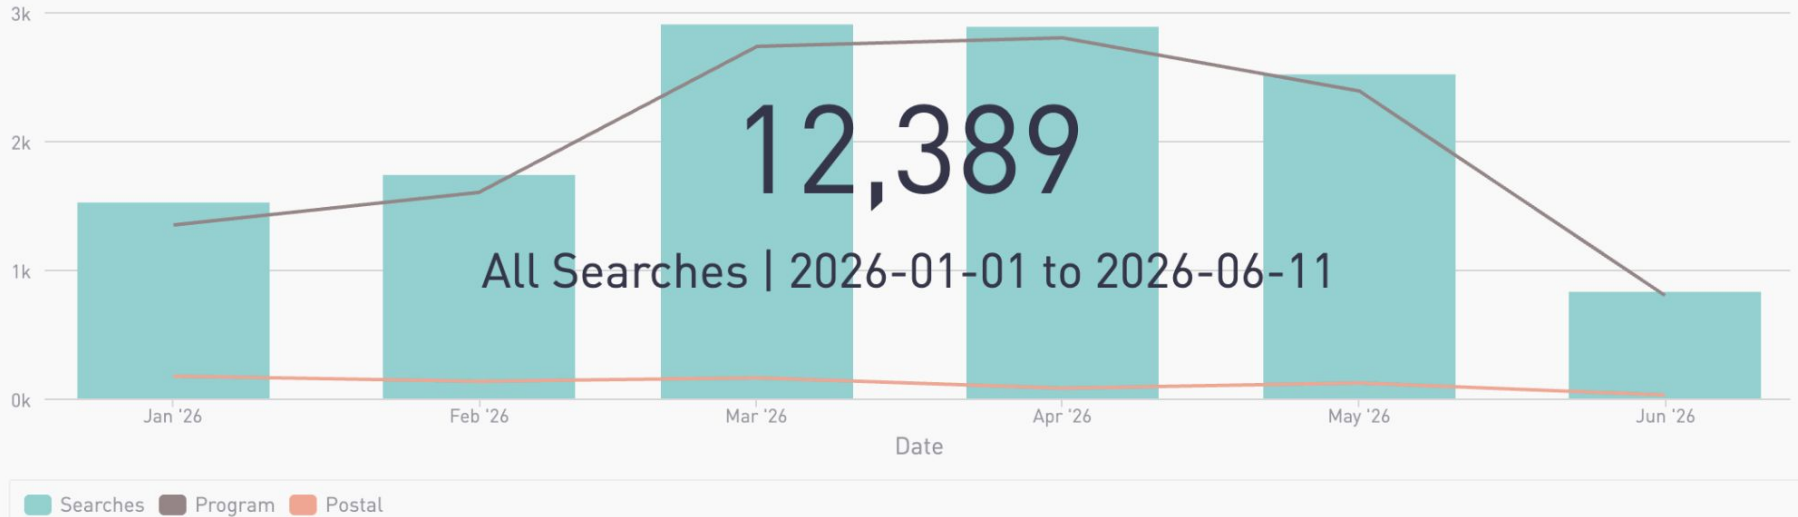 3k
2k
12,389
1k
All Searches | 2026-01-01 to 2026-06-11
0k
Jan '26 Feb '26 Mar '26 Apr '26 May '26 Jun '26
Date
Searches Program Postal